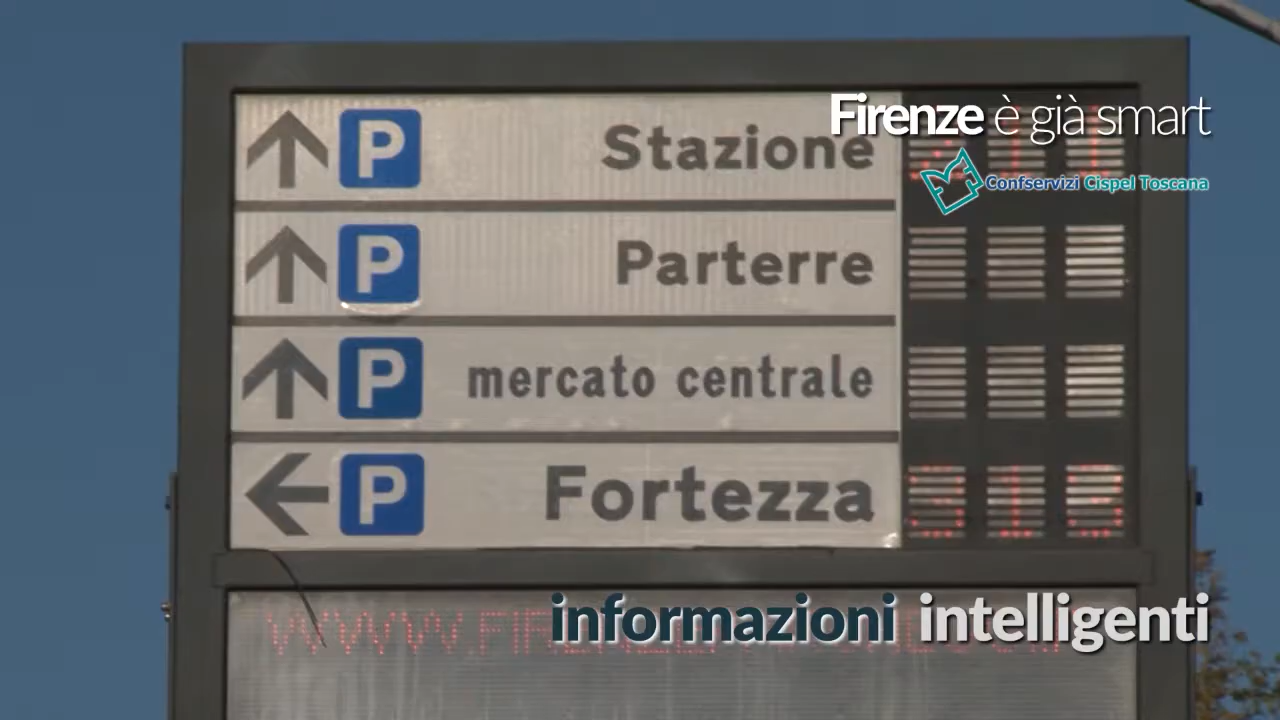 Firenze è già smart
Confservizi Cispel Toscana
P Stazione
P Parterre
P mercato centrale
P Fortezza
informazioni intelligenti